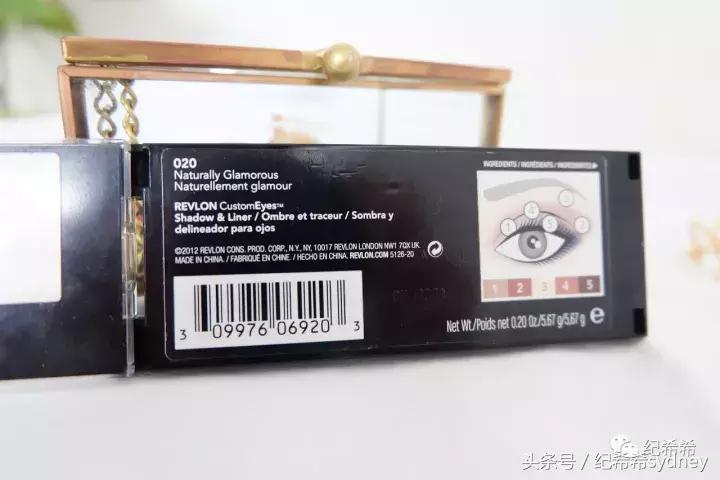 020
Naturally Glamorous
Naturellement glamour
REVLON CustomEyes™
Shadow & Liner / Ombre et traceur / Sombra y
delineador para ojos
©2012 REVLON CONS. PROD. CORP., N.Y., N.Y., 10017 REVLON LONDON NW1 7QX UK.
MADE IN CHINA. / FABRIQUÉ EN CHINE. / HECHO EN CHINA. REVLON.COM 5126-20
3 09976 06920 3
INGREDIENTS / INGRÉDIENTS / INGREDIENTES
1 2 3 4 5
Net Wt./Poids net 0.20 Oz/5.67 g/5,67 g e
纪希希
头条号 / 纪希希sydney